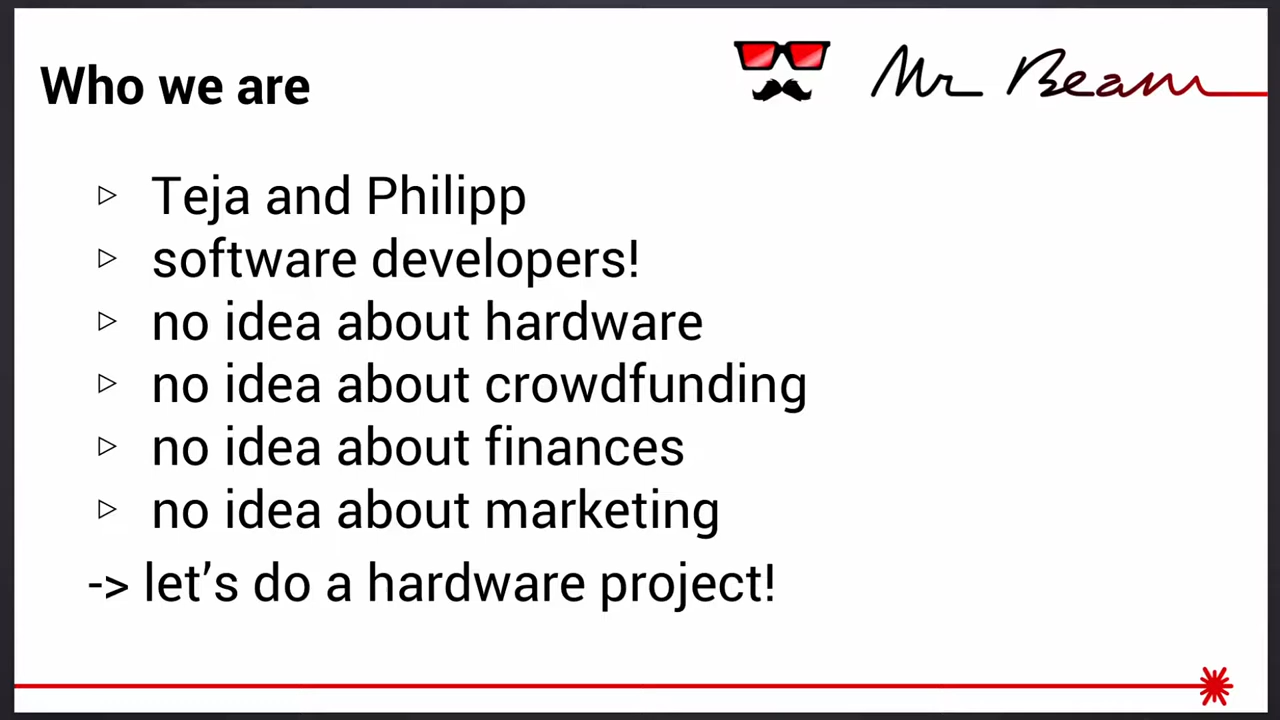 Who we are
Mr Beam
▹ Teja and Philipp
▹ software developers!
▹ no idea about hardware
▹ no idea about crowdfunding
▹ no idea about finances
▹ no idea about marketing
-> let’s do a hardware project!